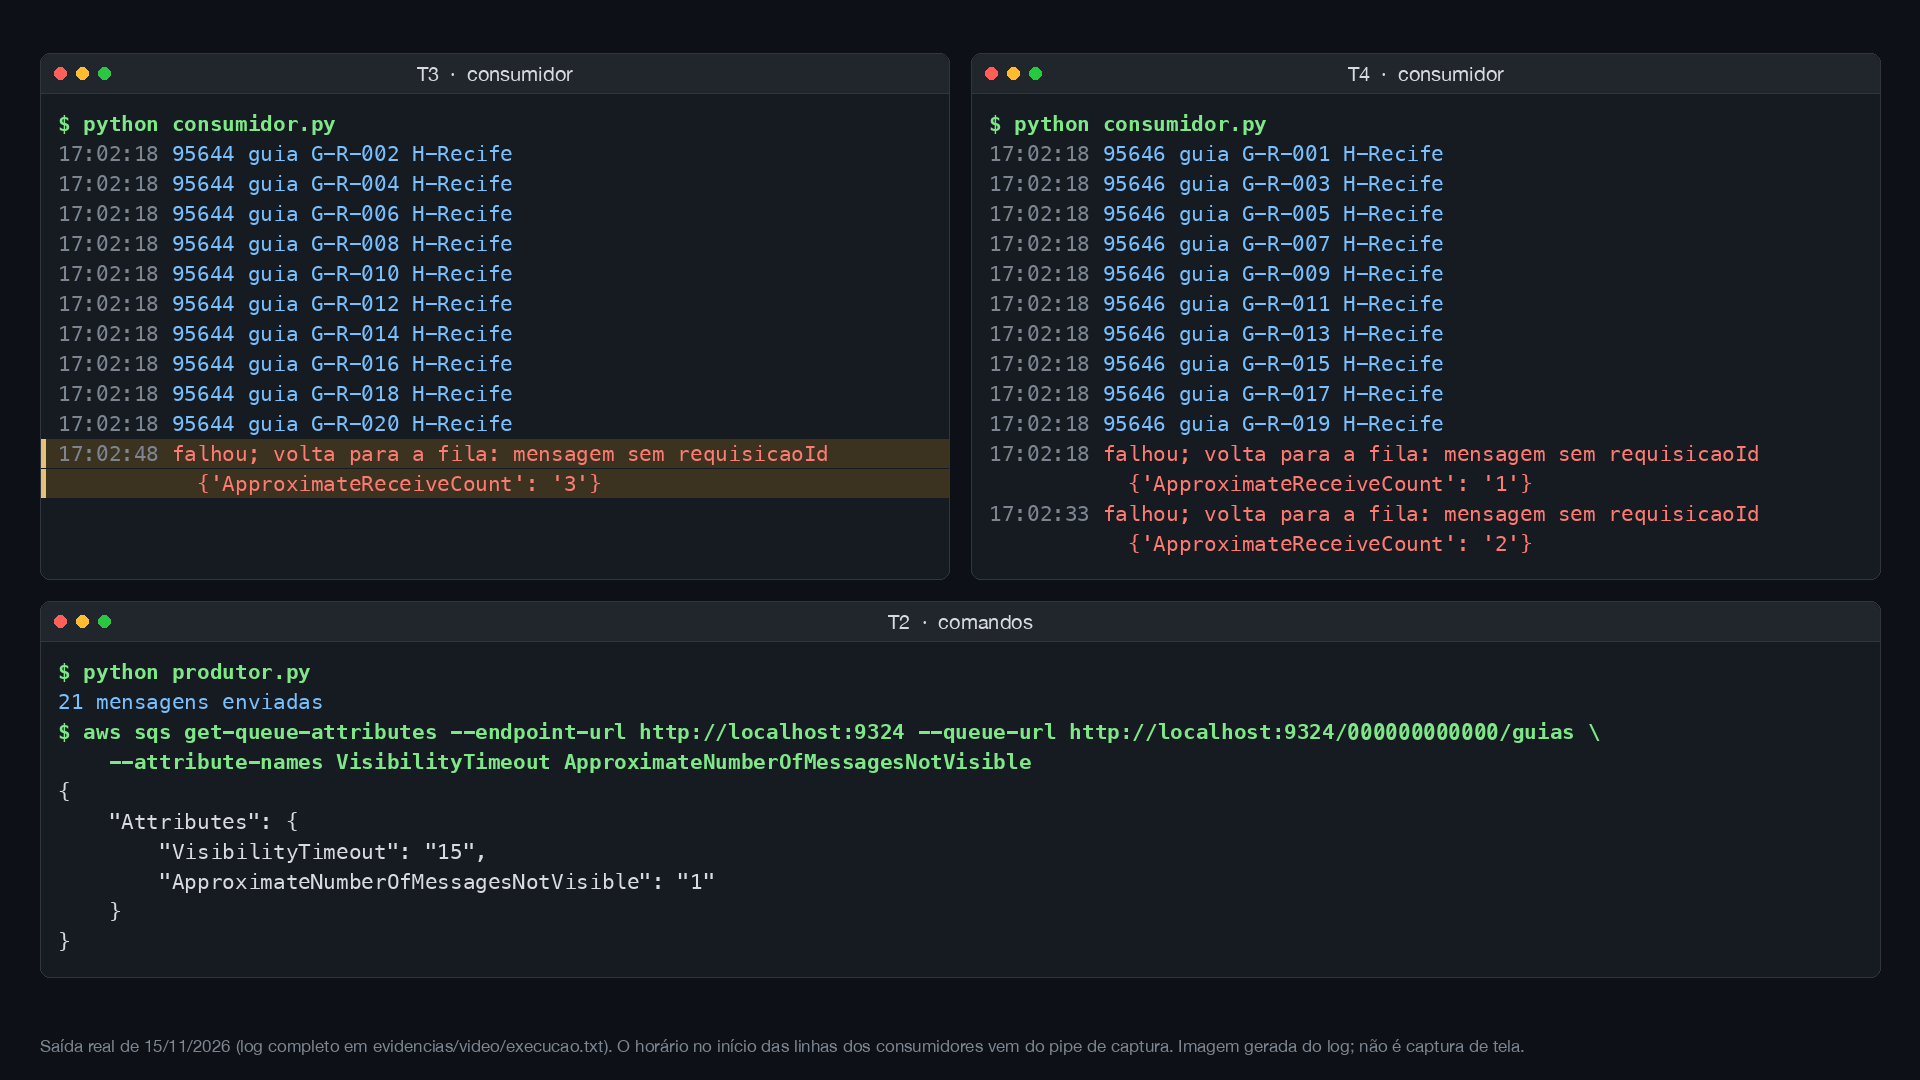 T3 · consumidor
$ python consumidor.py
17:02:18 95644 guia G-R-002 H-Recife
17:02:18 95644 guia G-R-004 H-Recife
17:02:18 95644 guia G-R-006 H-Recife
17:02:18 95644 guia G-R-008 H-Recife
17:02:18 95644 guia G-R-010 H-Recife
17:02:18 95644 guia G-R-012 H-Recife
17:02:18 95644 guia G-R-014 H-Recife
17:02:18 95644 guia G-R-016 H-Recife
17:02:18 95644 guia G-R-018 H-Recife
17:02:18 95644 guia G-R-020 H-Recife
17:02:48 falhou; volta para a fila: mensagem sem requisicaoId
{'ApproximateReceiveCount': '3'}
T4 · consumidor
$ python consumidor.py
17:02:18 95646 guia G-R-001 H-Recife
17:02:18 95646 guia G-R-003 H-Recife
17:02:18 95646 guia G-R-005 H-Recife
17:02:18 95646 guia G-R-007 H-Recife
17:02:18 95646 guia G-R-009 H-Recife
17:02:18 95646 guia G-R-011 H-Recife
17:02:18 95646 guia G-R-013 H-Recife
17:02:18 95646 guia G-R-015 H-Recife
17:02:18 95646 guia G-R-017 H-Recife
17:02:18 95646 guia G-R-019 H-Recife
17:02:18 falhou; volta para a fila: mensagem sem requisicaoId
{'ApproximateReceiveCount': '1'}
17:02:33 falhou; volta para a fila: mensagem sem requisicaoId
{'ApproximateReceiveCount': '2'}
T2 · comandos
$ python produtor.py
21 mensagens enviadas
$ aws sqs get-queue-attributes --endpoint-url http://localhost:9324 --queue-url http://localhost:9324/000000000000/guias \
--attribute-names VisibilityTimeout ApproximateNumberOfMessagesNotVisible
{
"Attributes": {
"VisibilityTimeout": "15",
"ApproximateNumberOfMessagesNotVisible": "1"
}
}
Saída real de 15/11/2026 (log completo em evidencias/video/execucao.txt). O horário no início das linhas dos consumidores vem do pipe de captura. Imagem gerada do log; não é captura de tela.